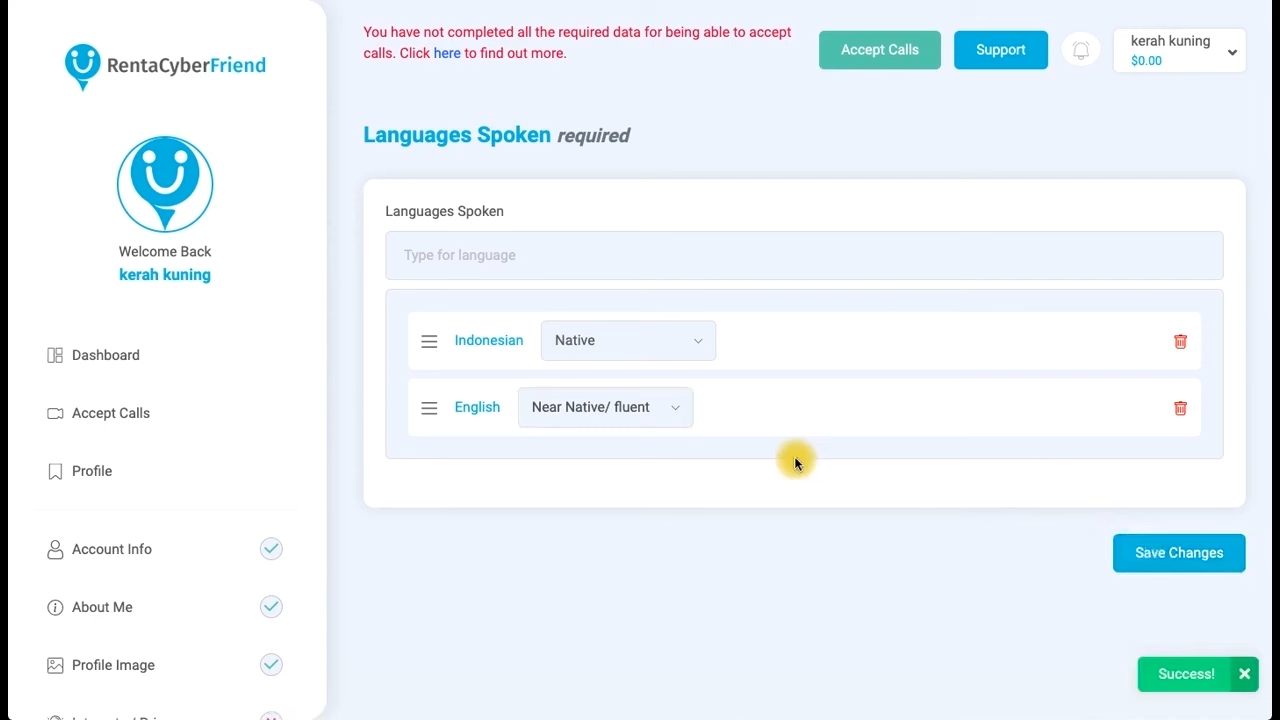 You have not completed all the required data for being able to accept
calls. Click here to find out more.
Accept Calls
Support
kerah kuning
$0.00
RentaCyberFriend
Welcome Back
kerah kuning
Dashboard
Accept Calls
Profile
Account Info
About Me
Profile Image
Languages Spoken required
Languages Spoken
Type for language
Indonesian Native
English Near Native/ fluent
Save Changes
Success!